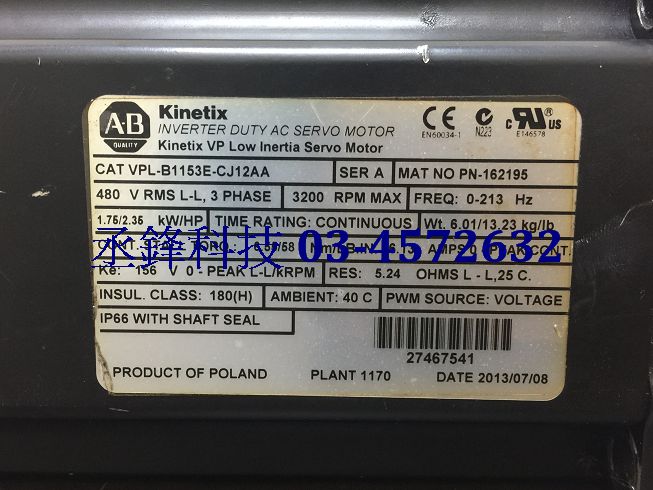 AB
QUALITY
Kinetix
INVERTER DUTY AC SERVO MOTOR
Kinetix VP Low Inertia Servo Motor
CE
EN60034-1
N223
c UR US
E146578
CAT VPL-B1153E-CJ12AA SER A MAT NO PN-162195
480 V RMS L-L, 3 PHASE 3200 RPM MAX FREQ: 0-213 Hz
1.75/2.35 kW/HP TIME RATING: CONTINUOUS Wt. 6.01/13.23 kg/lb
永鋒科技 03-4572632
Ke: 156 V 0 - PEAK L-L/kRPM RES: 5.24 OHMS L - L,25 C.
INSUL. CLASS: 180(H) AMBIENT: 40 C PWM SOURCE: VOLTAGE
IP66 WITH SHAFT SEAL
27467541
PRODUCT OF POLAND PLANT 1170 DATE 2013/07/08